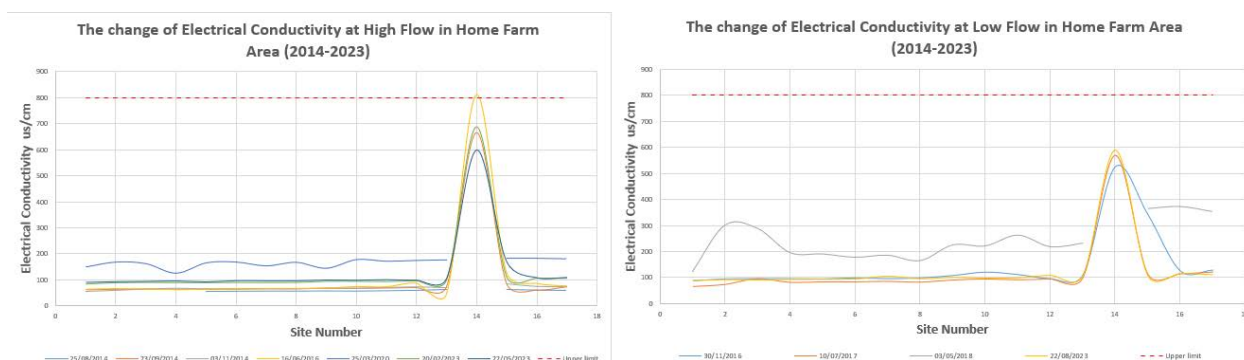 The change of Electrical Conductivity at High Flow in Home Farm
Area (2014-2023)
Electrical Conductivity us/cm
900
800
700
600
500
400
300
200
100
0
0 2 4 6 8 10 12 14 16 18
Site Number
25/08/2014 23/09/2014 03/11/2014 16/06/2016 25/03/2020 20/02/2023 22/05/2023 Upper limit
The change of Electrical Conductivity at Low Flow in Home Farm Area
(2014-2023)
Electrical Conductivity us/cm
900
800
700
600
500
400
300
200
100
0
0 2 4 6 8 10 12 14 16 18
Site Number
30/11/2016 10/07/2017 03/05/2018 22/08/2023 Upper limit